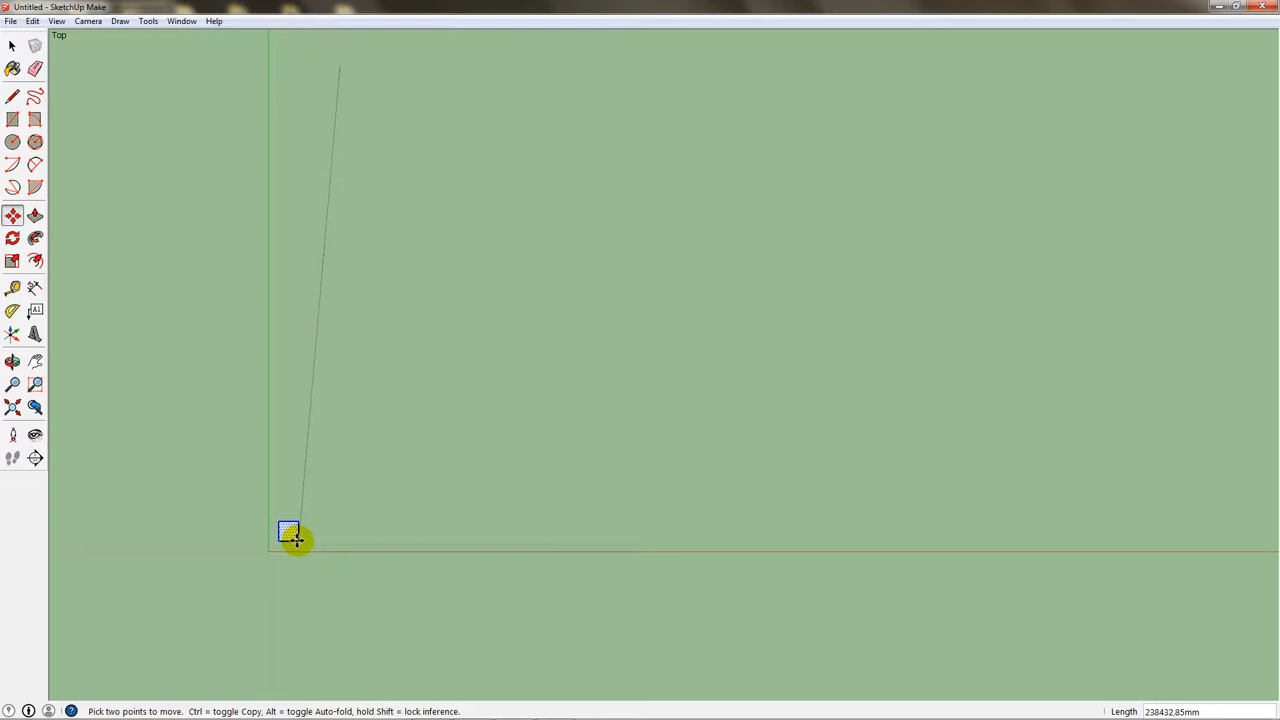 Untitled - SketchUp Make
File Edit View Camera Draw Tools Window Help
Top
A1
Pick two points to move. Ctrl = toggle Copy, Alt = toggle Auto-fold, hold Shift = lock inference.
Length 238432,85mm